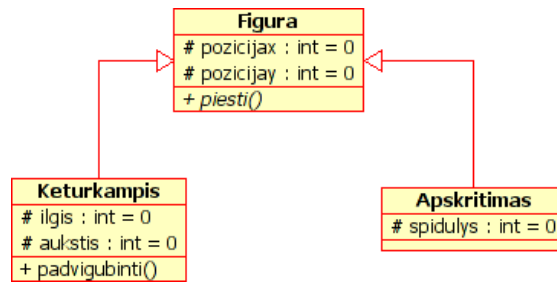 Figura
# pozicijax : int = 0
# pozicijay : int = 0
+ piesti()
Keturkampis
# ilgis : int = 0
# aukstis : int = 0
+ padvigubinti()
Apskritimas
# spidulys : int = 0